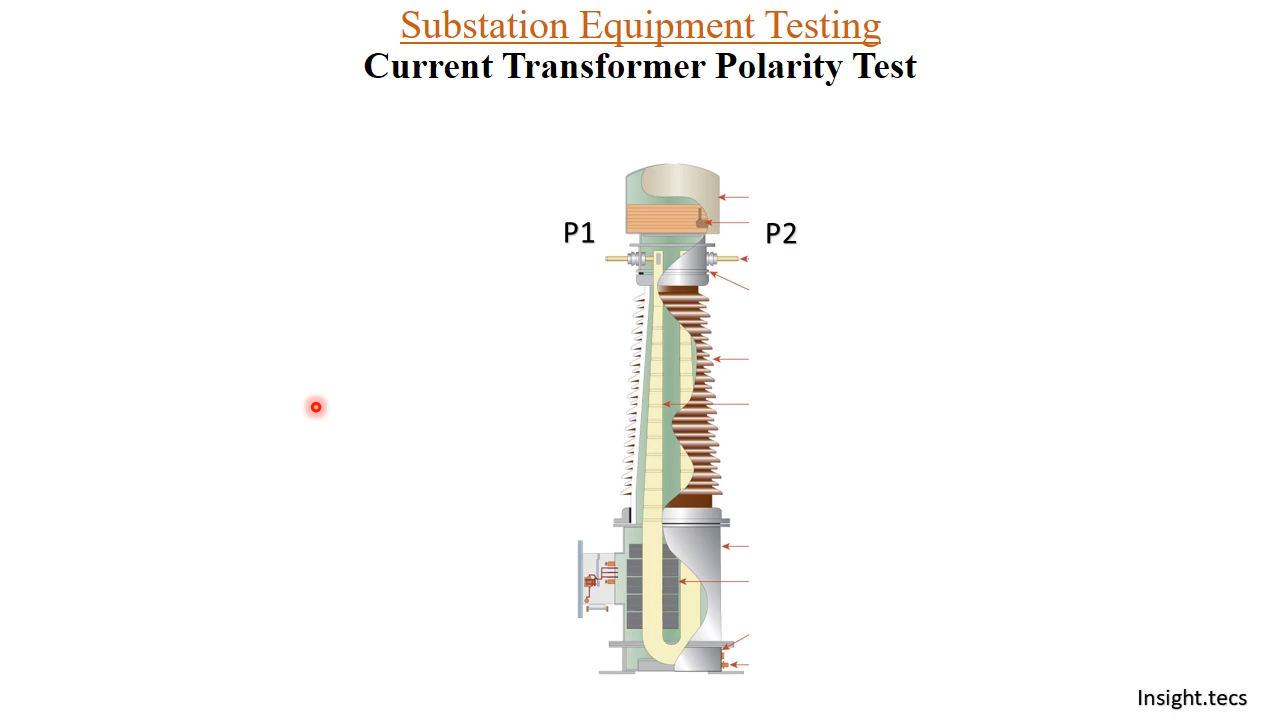 Substation Equipment Testing
Current Transformer Polarity Test
P1
P2
Insight.tecs